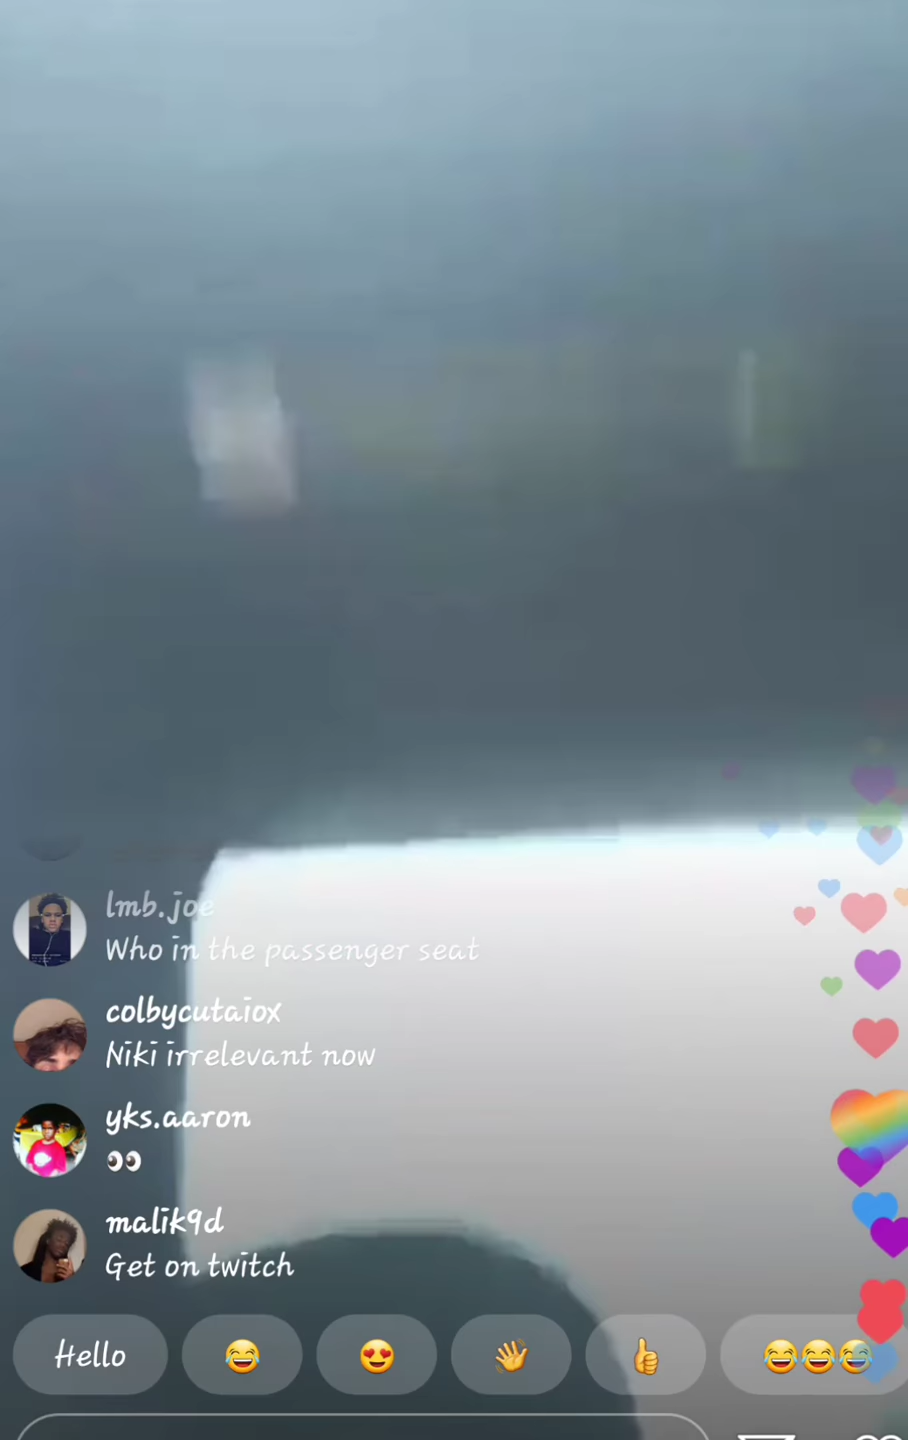 lmb.joe
Who in the passenger seat
colbycutaiox
Niki irrelevant now
yks.aaron
👀
malik9d
Get on twitch
Hello
😂 😍 👋 👍 😂😂😂